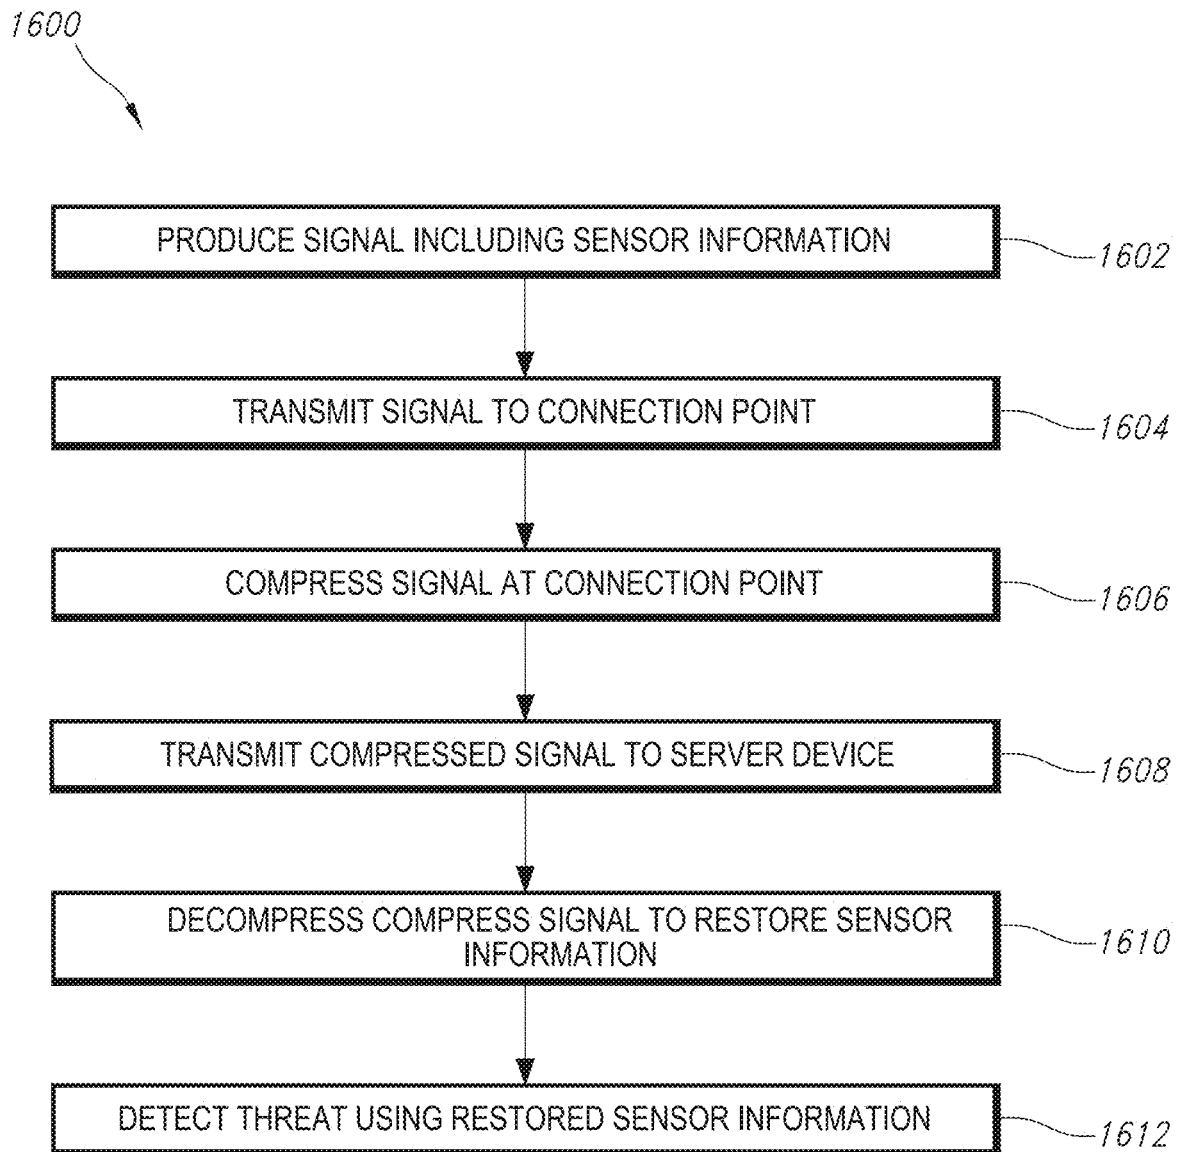 1600
PRODUCE SIGNAL INCLUDING SENSOR INFORMATION
1602
TRANSMIT SIGNAL TO CONNECTION POINT
1604
COMPRESS SIGNAL AT CONNECTION POINT
1606
TRANSMIT COMPRESSED SIGNAL TO SERVER DEVICE
1608
DECOMPRESS COMPRESS SIGNAL TO RESTORE SENSOR
INFORMATION
1610
DETECT THREAT USING RESTORED SENSOR INFORMATION
1612